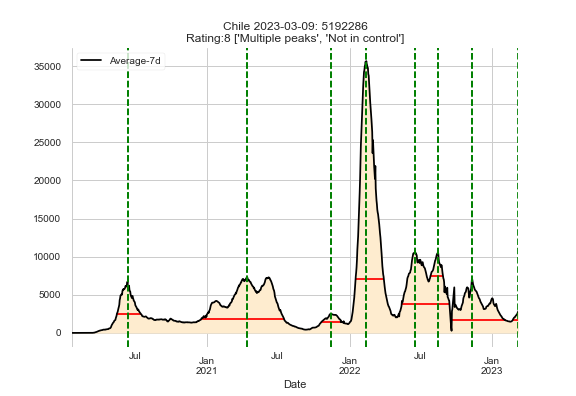 Chile 2023-03-09: 5192286
Rating:8 ['Multiple peaks', 'Not in control']
Average-7d
35000
30000
25000
20000
15000
10000
5000
0
Jul
Jan
2021
Jul
Jan
2022
Jul
Jan
2023
Date